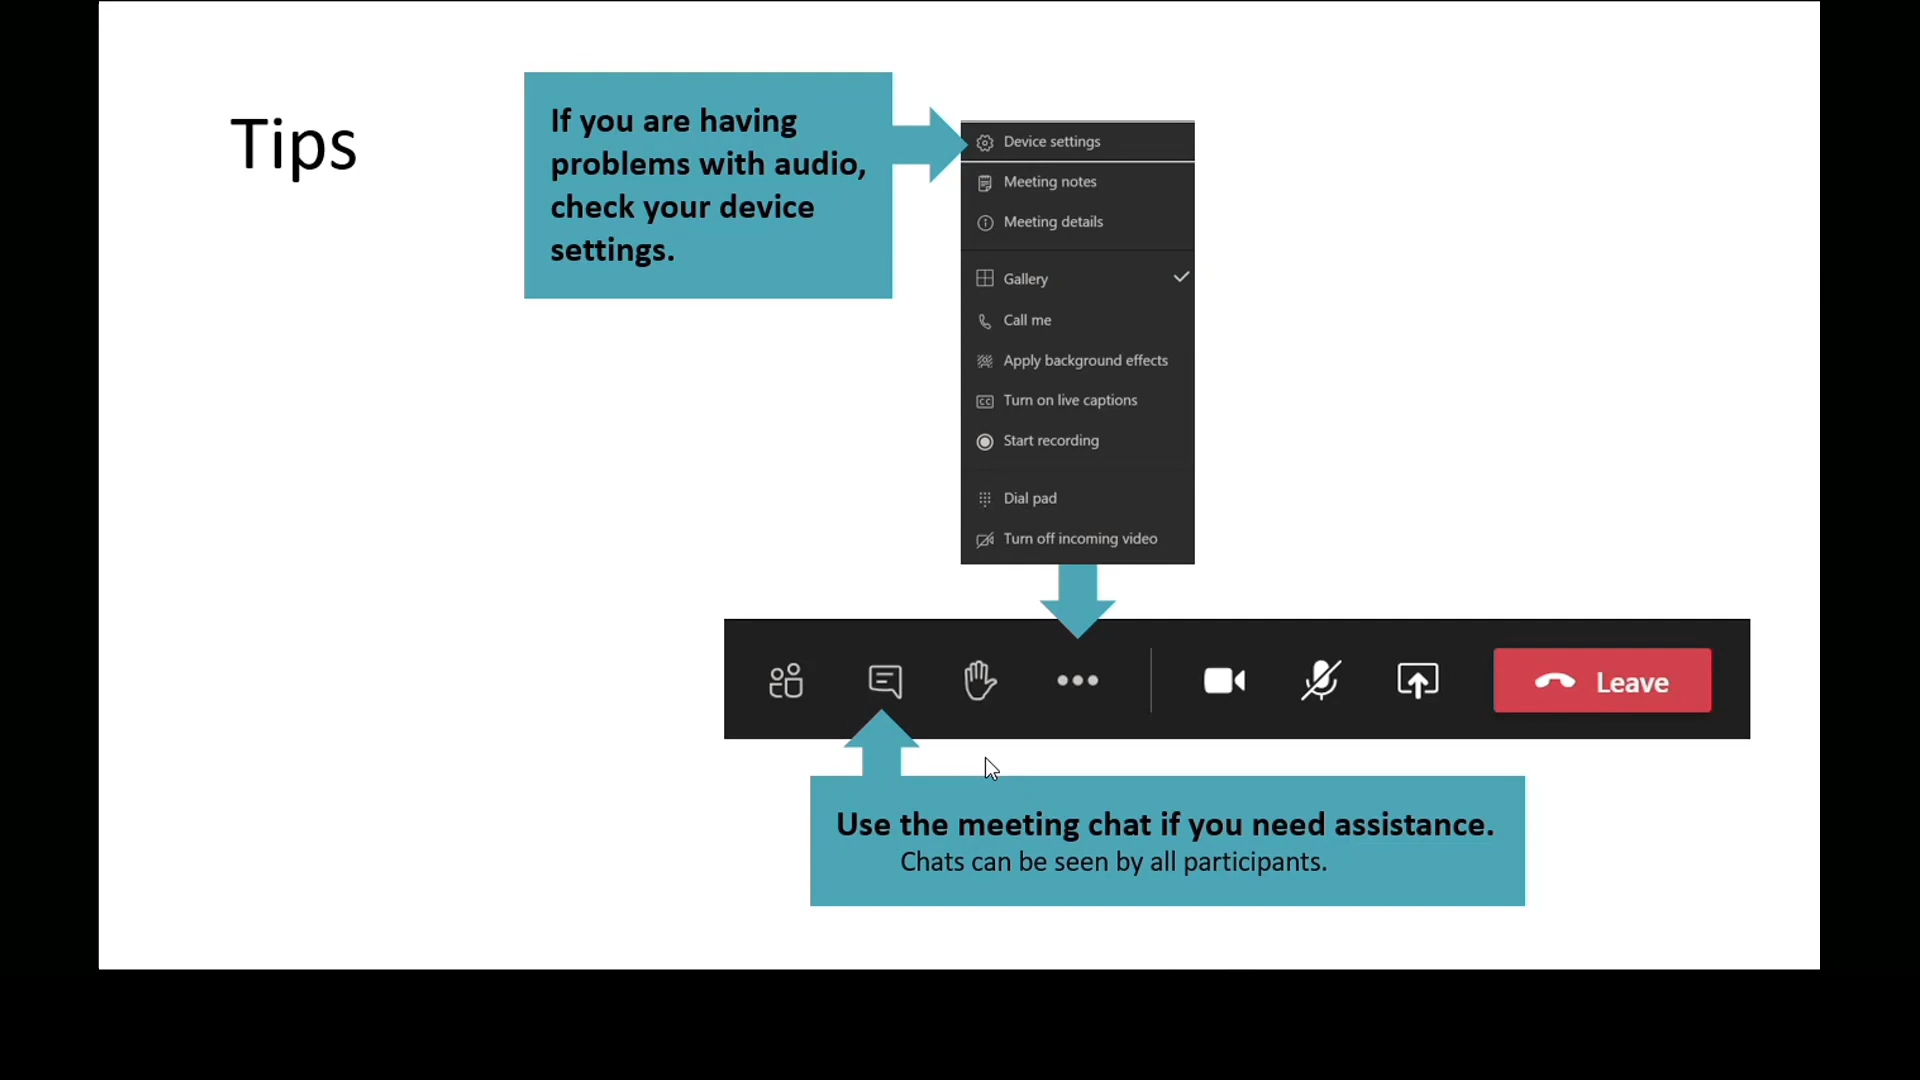 Tips
If you are having
problems with audio,
check your device
settings.
Device settings
Meeting notes
Meeting details
Gallery
Call me
Apply background effects
CC Turn on live captions
Start recording
Dial pad
Turn off incoming video
Leave
Use the meeting chat if you need assistance.
Chats can be seen by all participants.